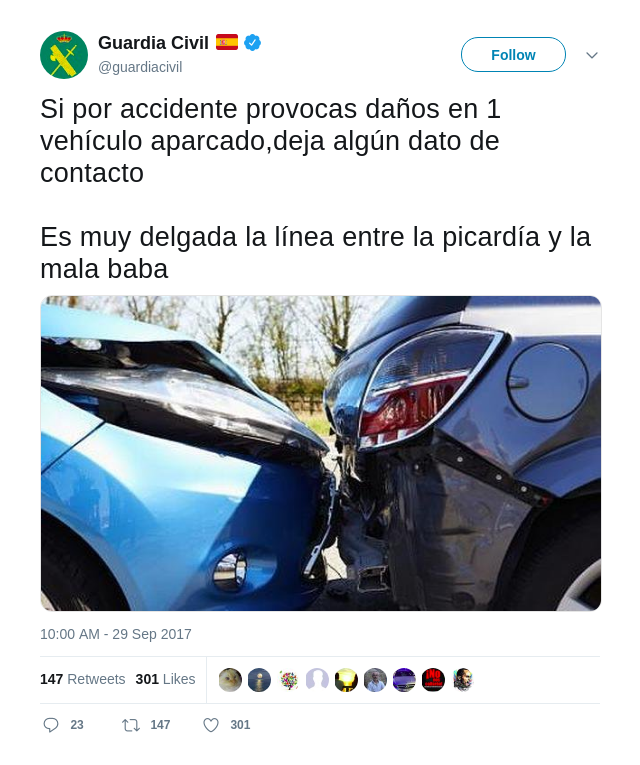 Guardia Civil
@guardiacivil
Follow
Si por accidente provocas daños en 1
vehículo aparcado,deja algún dato de
contacto
Es muy delgada la línea entre la picardía y la
mala baba
10:00 AM - 29 Sep 2017
147 Retweets 301 Likes
23 147 301